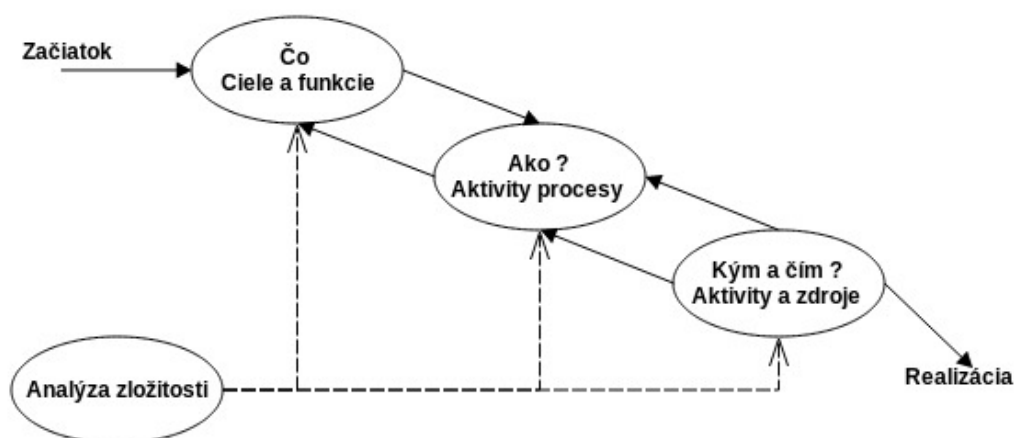 Začiatok
Čo
Ciele a funkcie
Ako ?
Aktivity procesy
Kým a čím ?
Aktivity a zdroje
Realizácia
Analýza zložitosti